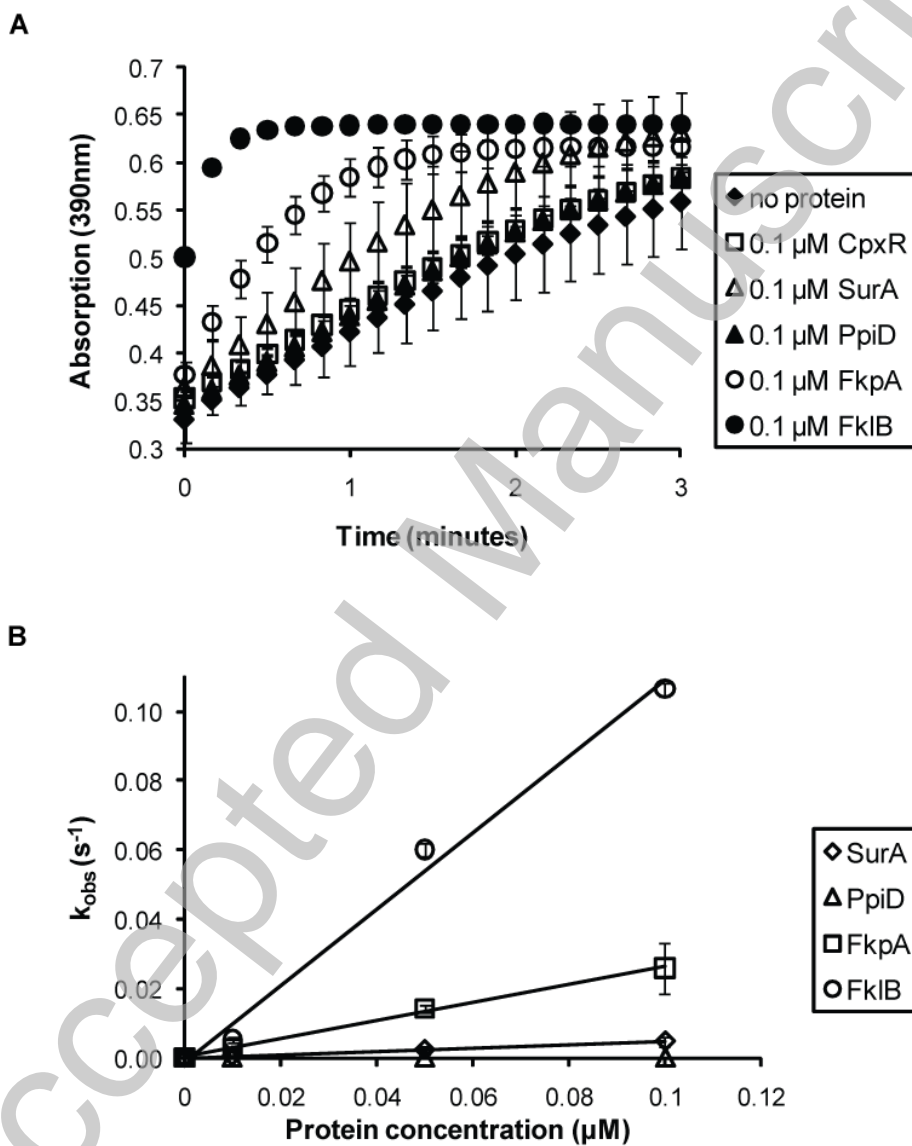 A
0.7
0.65
0.6
0.55
0.5
0.45
0.4
0.35
0.3
Absorption (390nm)
0 1 2 3
Time (minutes)
no protein
0.1 µM CpxR
0.1 µM SurA
0.1 µM PpiD
0.1 µM FkpA
0.1 µM FklB
B
0.10
0.08
0.06
0.04
0.02
0.00
kobs (s-1)
0 0.02 0.04 0.06 0.08 0.10 0.12
Protein concentration (µM)
SurA
PpiD
FkpA
FklB
ccepted Manuscri